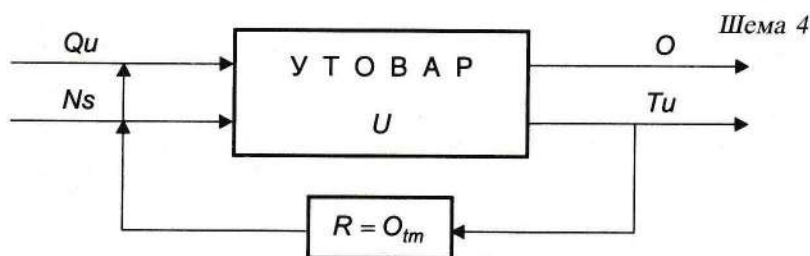 Шема 4
Qu
У Т О В А Р
O
Ns
U
Tu
R = Otm